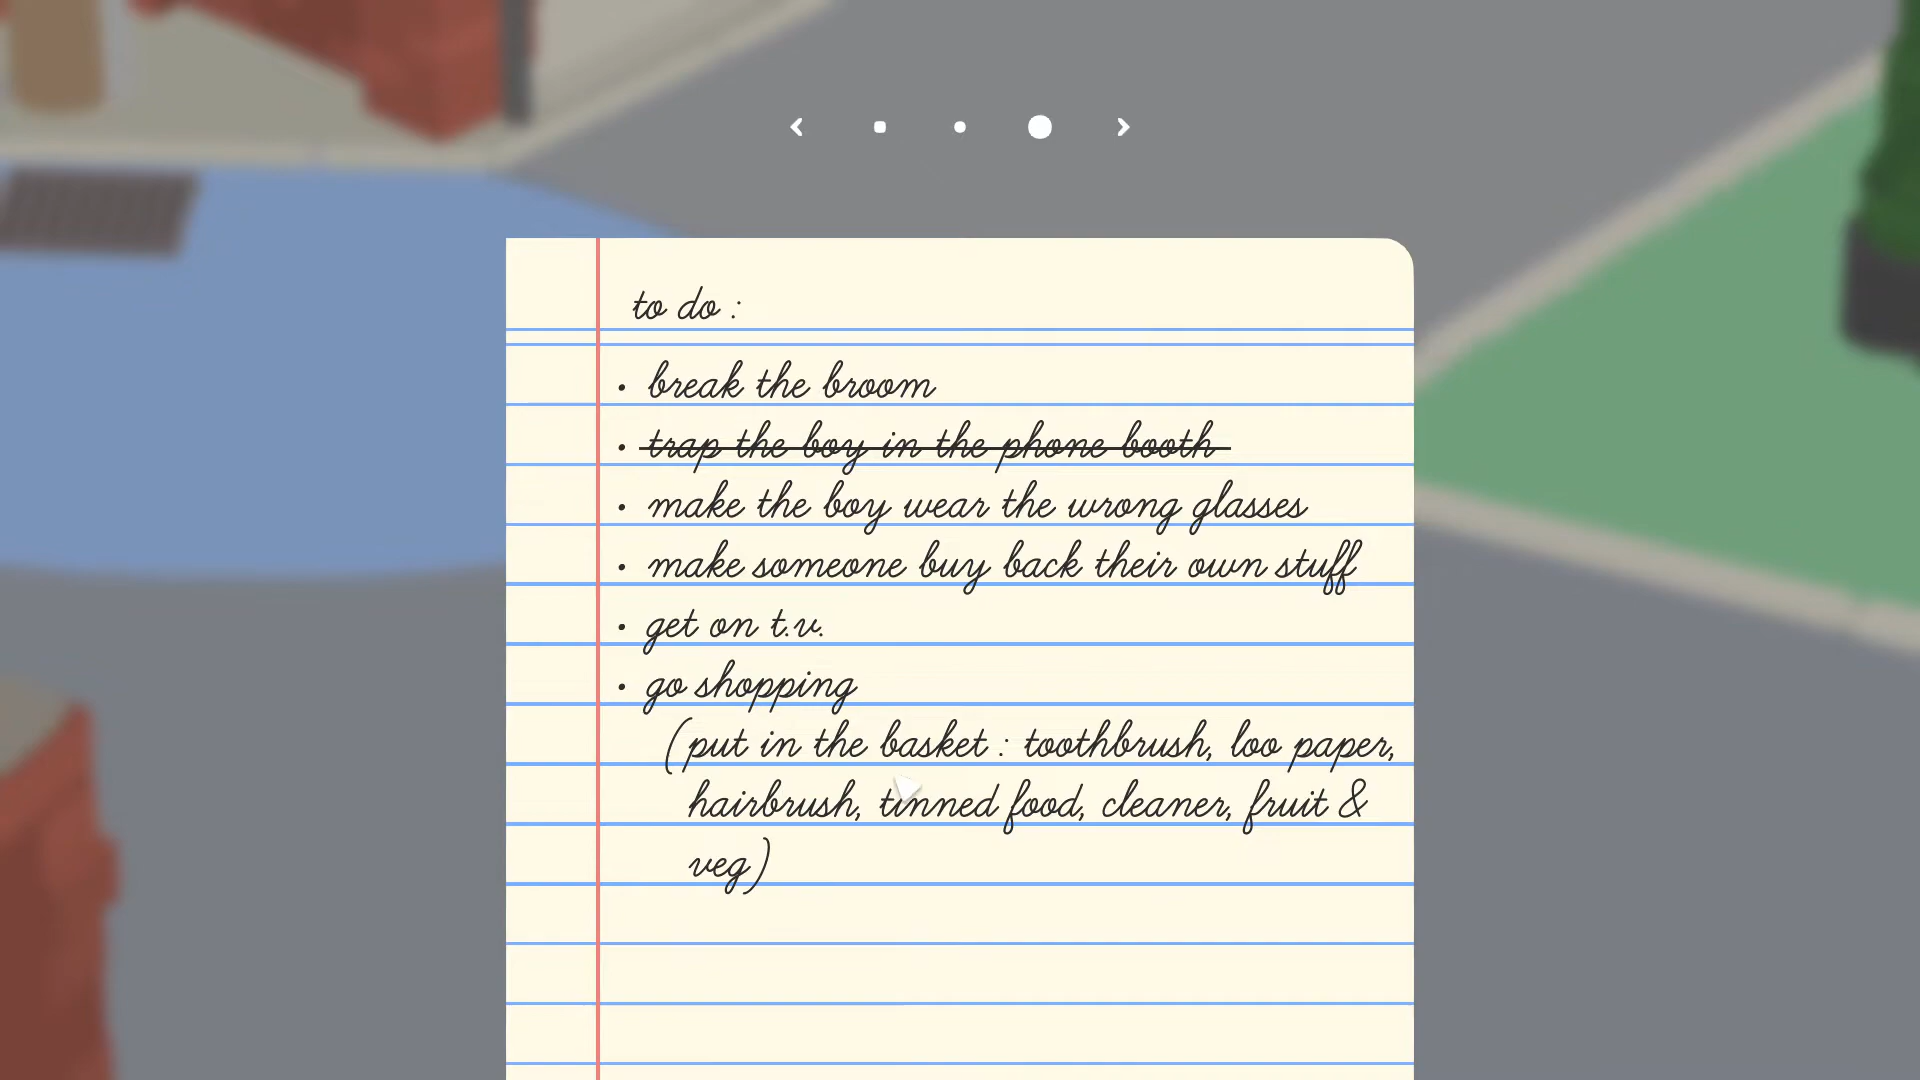 to do :
• break the broom
• trap the boy in the phone booth
• make the boy wear the wrong glasses
• make someone buy back their own stuff
• get on t.v.
• go shopping
(put in the basket : toothbrush, loo paper,
hairbrush, tinned food, cleaner, fruit &
veg)